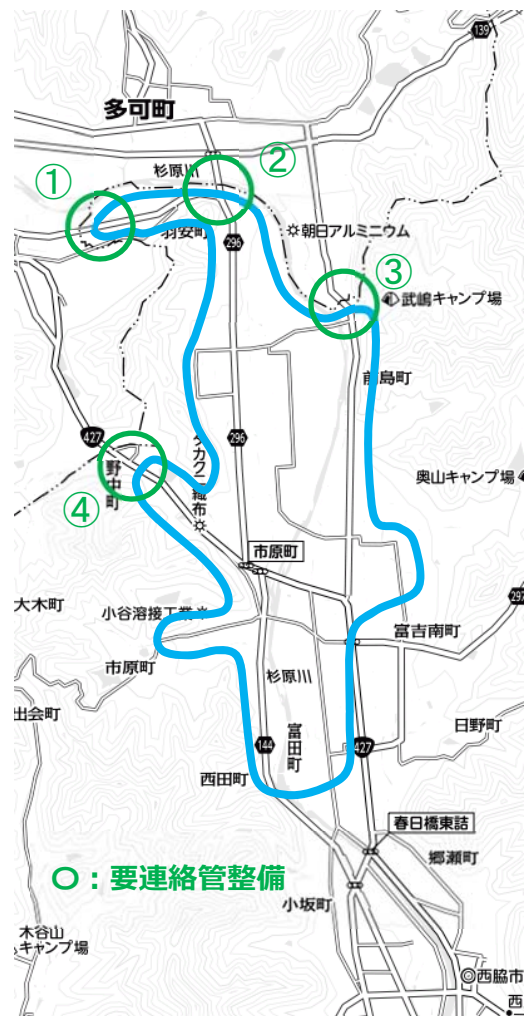 139
多可町
②
杉原川
①
羽安町
朝日アルミニウム
296
③
武嶋キャンプ場
前島町
427
296
野中町
タカクニ織布
奥山キャンプ場
④
市原町
大木町
小谷溶接工業
297
富吉南町
市原町
杉原川
出会町
富田町
日野町
144
427
西田町
春日橋東詰
郷瀬町
○：要連絡管整備
小坂町
木谷山
キャンプ場
西脇市
西